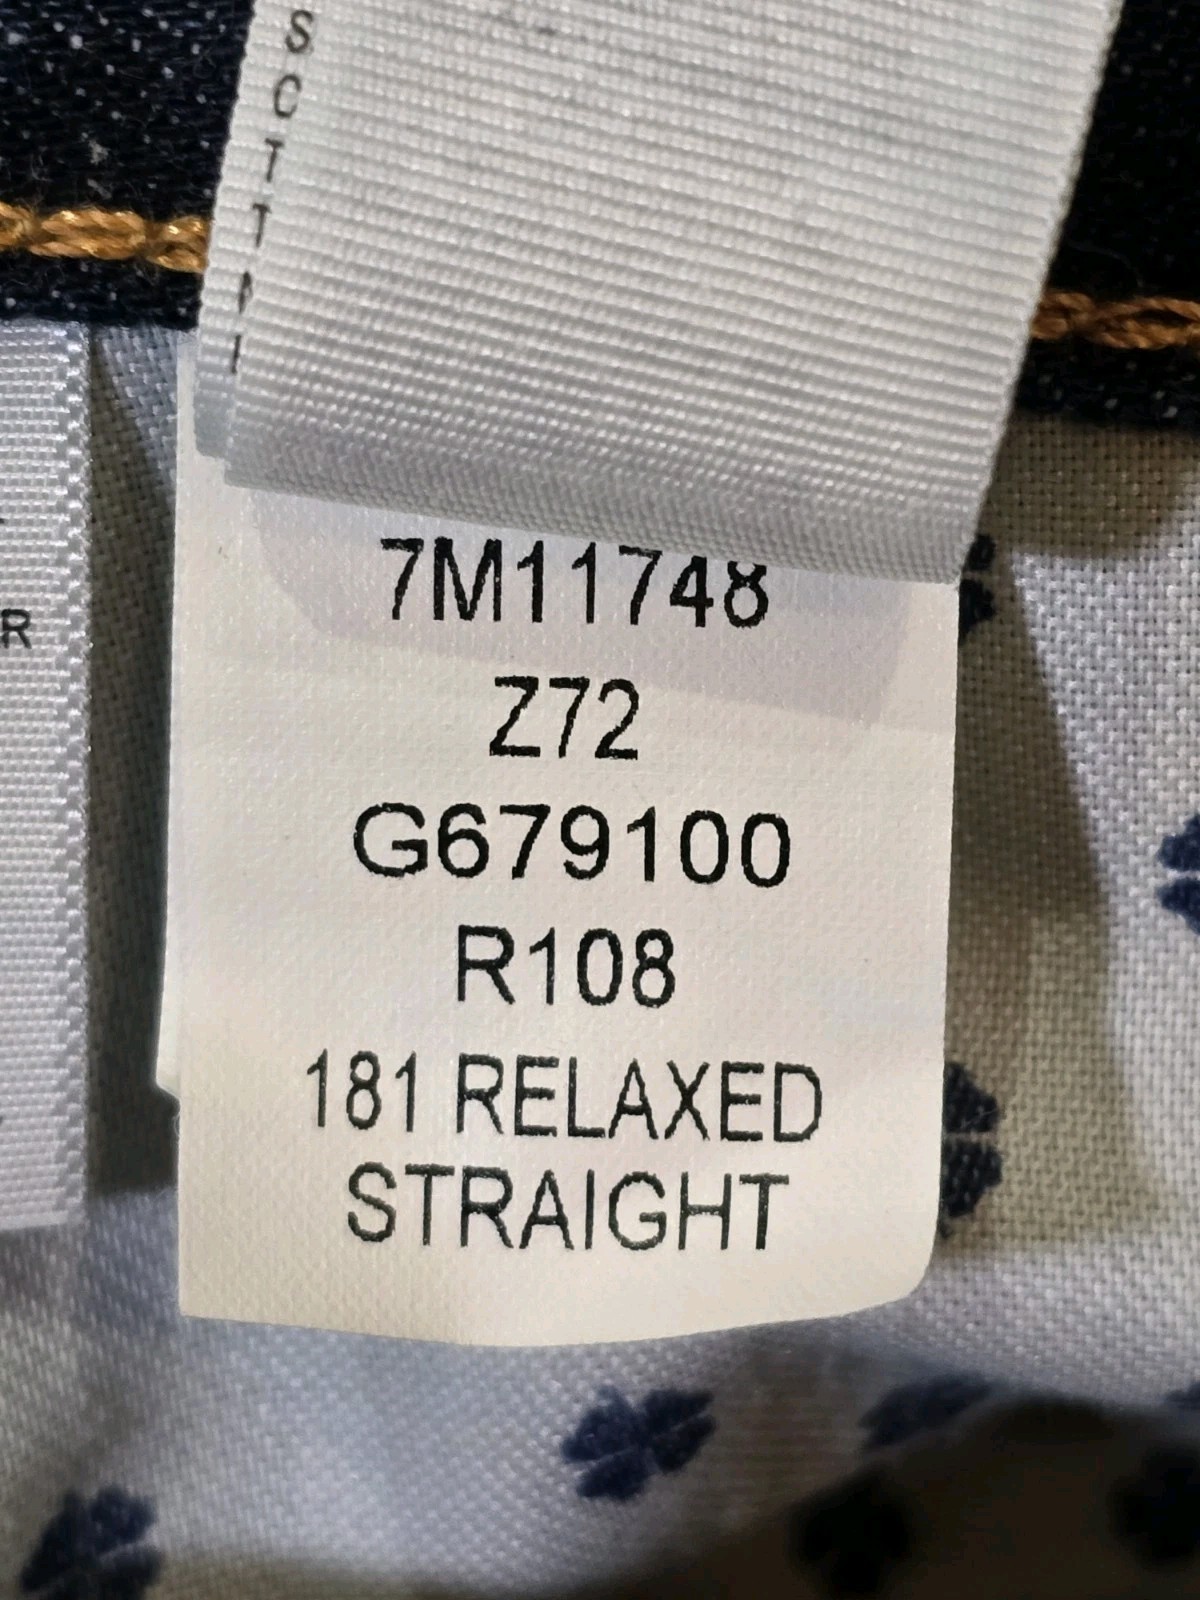 7M11748
Z72
G679100
R108
181 RELAXED
STRAIGHT
R